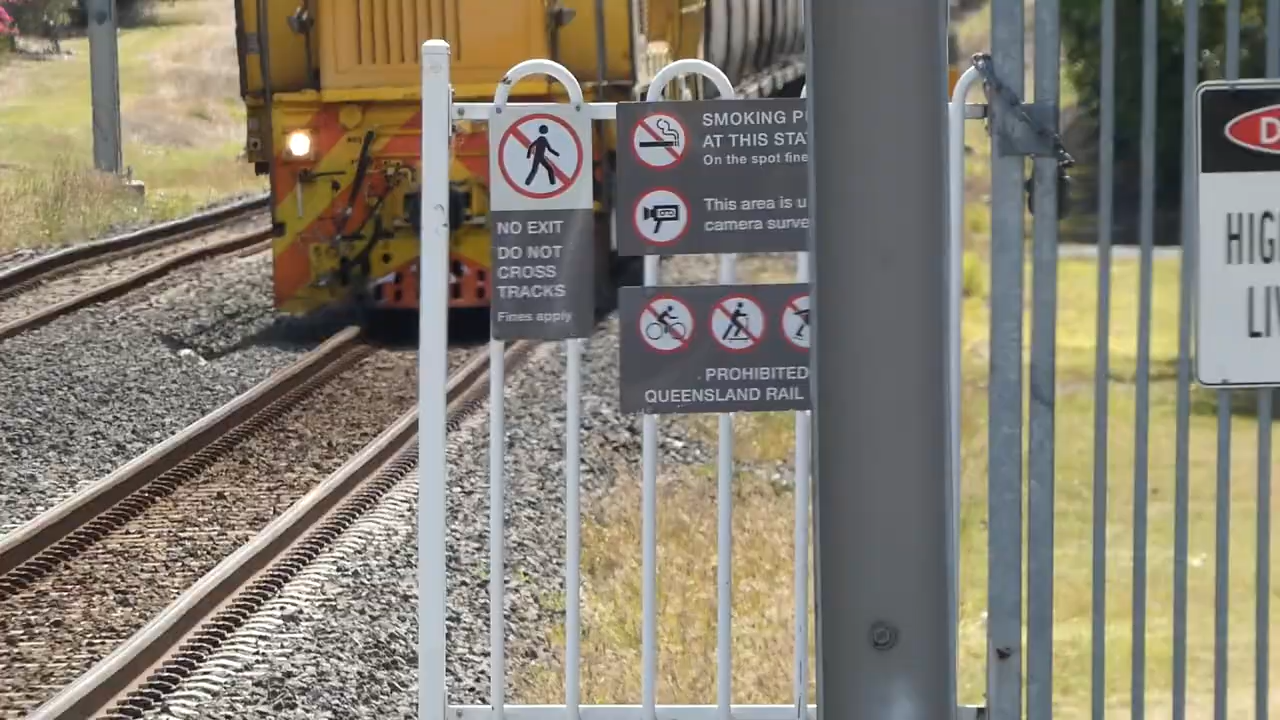 NO EXIT
DO NOT
CROSS
TRACKS
Fines apply
SMOKING P
AT THIS STA
On the spot fine
This area is u
camera surve
PROHIBITED
QUEENSLAND RAIL
D
HIG
LIV